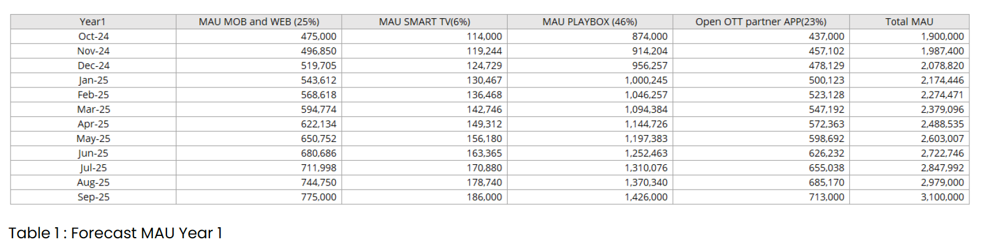 Year1 MAU MOB and WEB (25%) MAU SMART TV(6%) MAU PLAYBOX (46%) Open OTT partner APP(23%) Total MAU
Oct-24 475,000 114,000 874,000 437,000 1,900,000
Nov-24 496,850 119,244 914,204 457,102 1,987,400
Dec-24 519,705 124,729 956,257 478,129 2,078,820
Jan-25 543,612 130,467 1,000,245 500,123 2,174,446
Feb-25 568,618 136,468 1,046,257 523,128 2,274,471
Mar-25 594,774 142,746 1,094,384 547,192 2,379,096
Apr-25 622,134 149,312 1,144,726 572,363 2,488,535
May-25 650,752 156,180 1,197,383 598,692 2,603,007
Jun-25 680,686 163,365 1,252,463 626,232 2,722,746
Jul-25 711,998 170,880 1,310,076 655,038 2,847,992
Aug-25 744,750 178,740 1,370,340 685,170 2,979,000
Sep-25 775,000 186,000 1,426,000 713,000 3,100,000
Table 1 : Forecast MAU Year 1